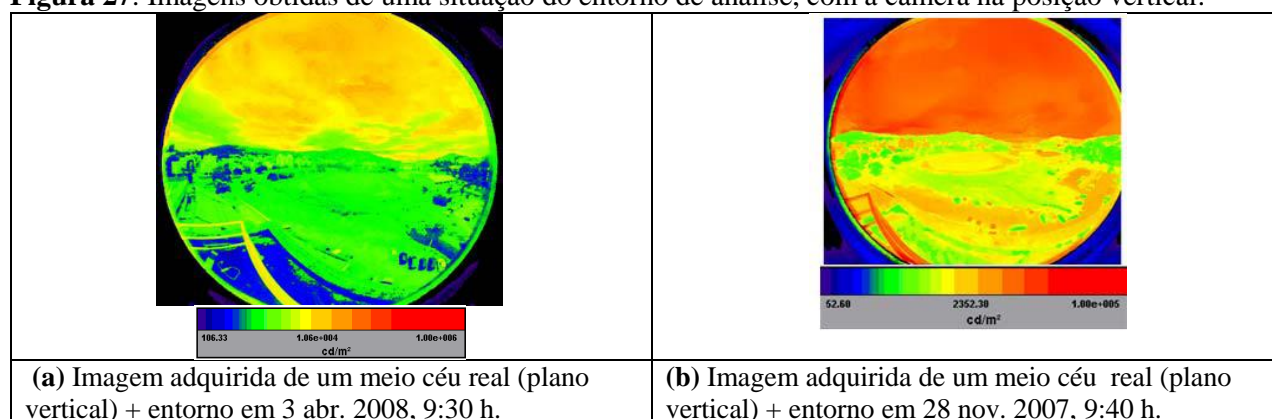 Figura 27. Imagens obtidas de uma situação do entorno de análise, com a câmera na posição vertical.
106.33 1.06e+004 1.00e+006
cd/m²
52.60 2352.30 1.00e+005
cd/m²
(a) Imagem adquirida de um meio céu real (plano
vertical) + entorno em 3 abr. 2008, 9:30 h.
(b) Imagem adquirida de um meio céu real (plano
vertical) + entorno em 28 nov. 2007, 9:40 h.